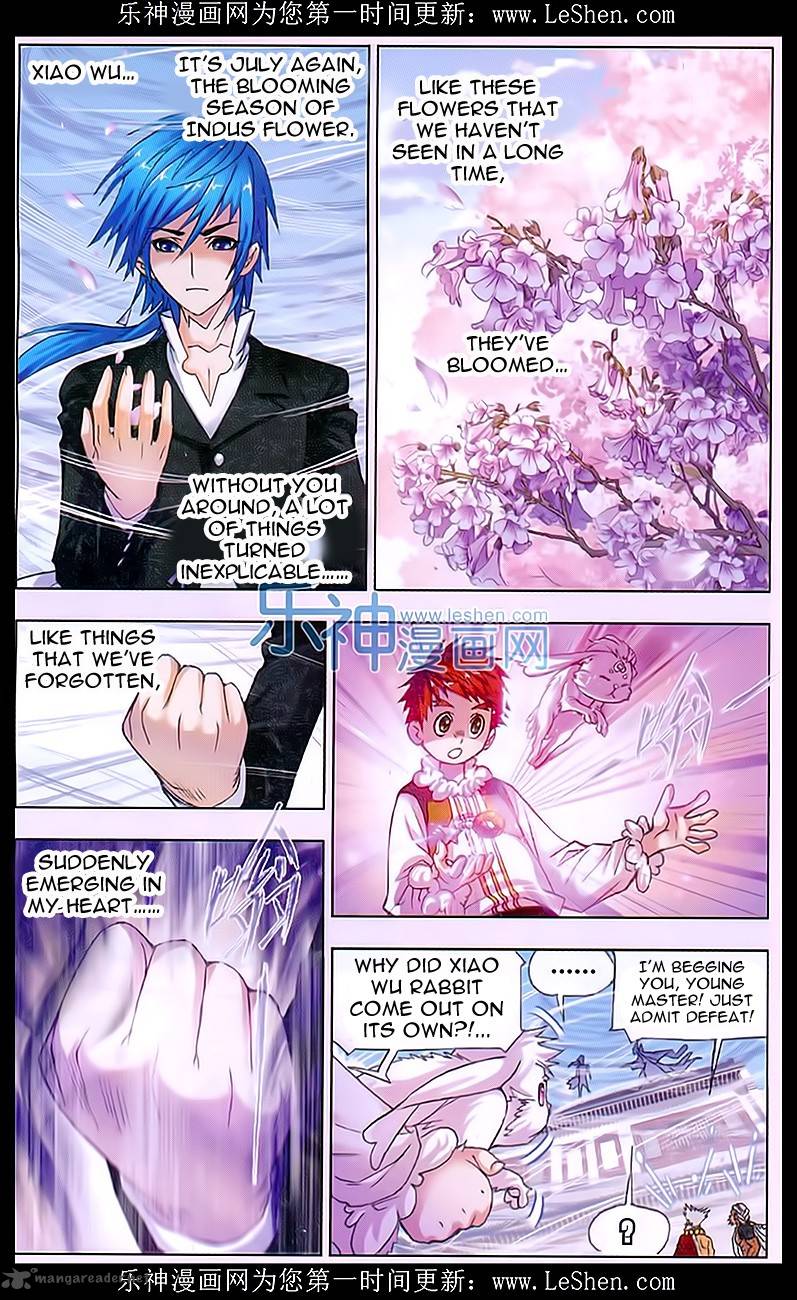 乐神漫画网为您第一时间更新：www.LeShen.com
XIAO WU...
IT'S JULY AGAIN,
THE BLOOMING
SEASON OF
INDUS FLOWER.
WITHOUT YOU
AROUND, A LOT
OF THINGS
TURNED
INEXPLICABLE......
LIKE THESE
FLOWERS THAT
WE HAVEN'T
SEEN IN A LONG
TIME,
THEY'VE
BLOOMED...
乐神漫画网
www.leshen.com
LIKE THINGS
THAT WE'VE
FORGOTTEN,
SUDDENLY
EMERGING IN
MY HEART......
WHY DID XIAO
WU RABBIT
COME OUT ON
ITS OWN?!...
......
I'M BEGGING
YOU, YOUNG
MASTER! JUST
ADMIT DEFEAT!
?
mangareader.net
乐神漫画网为您第一时间更新：www.LeShen.com